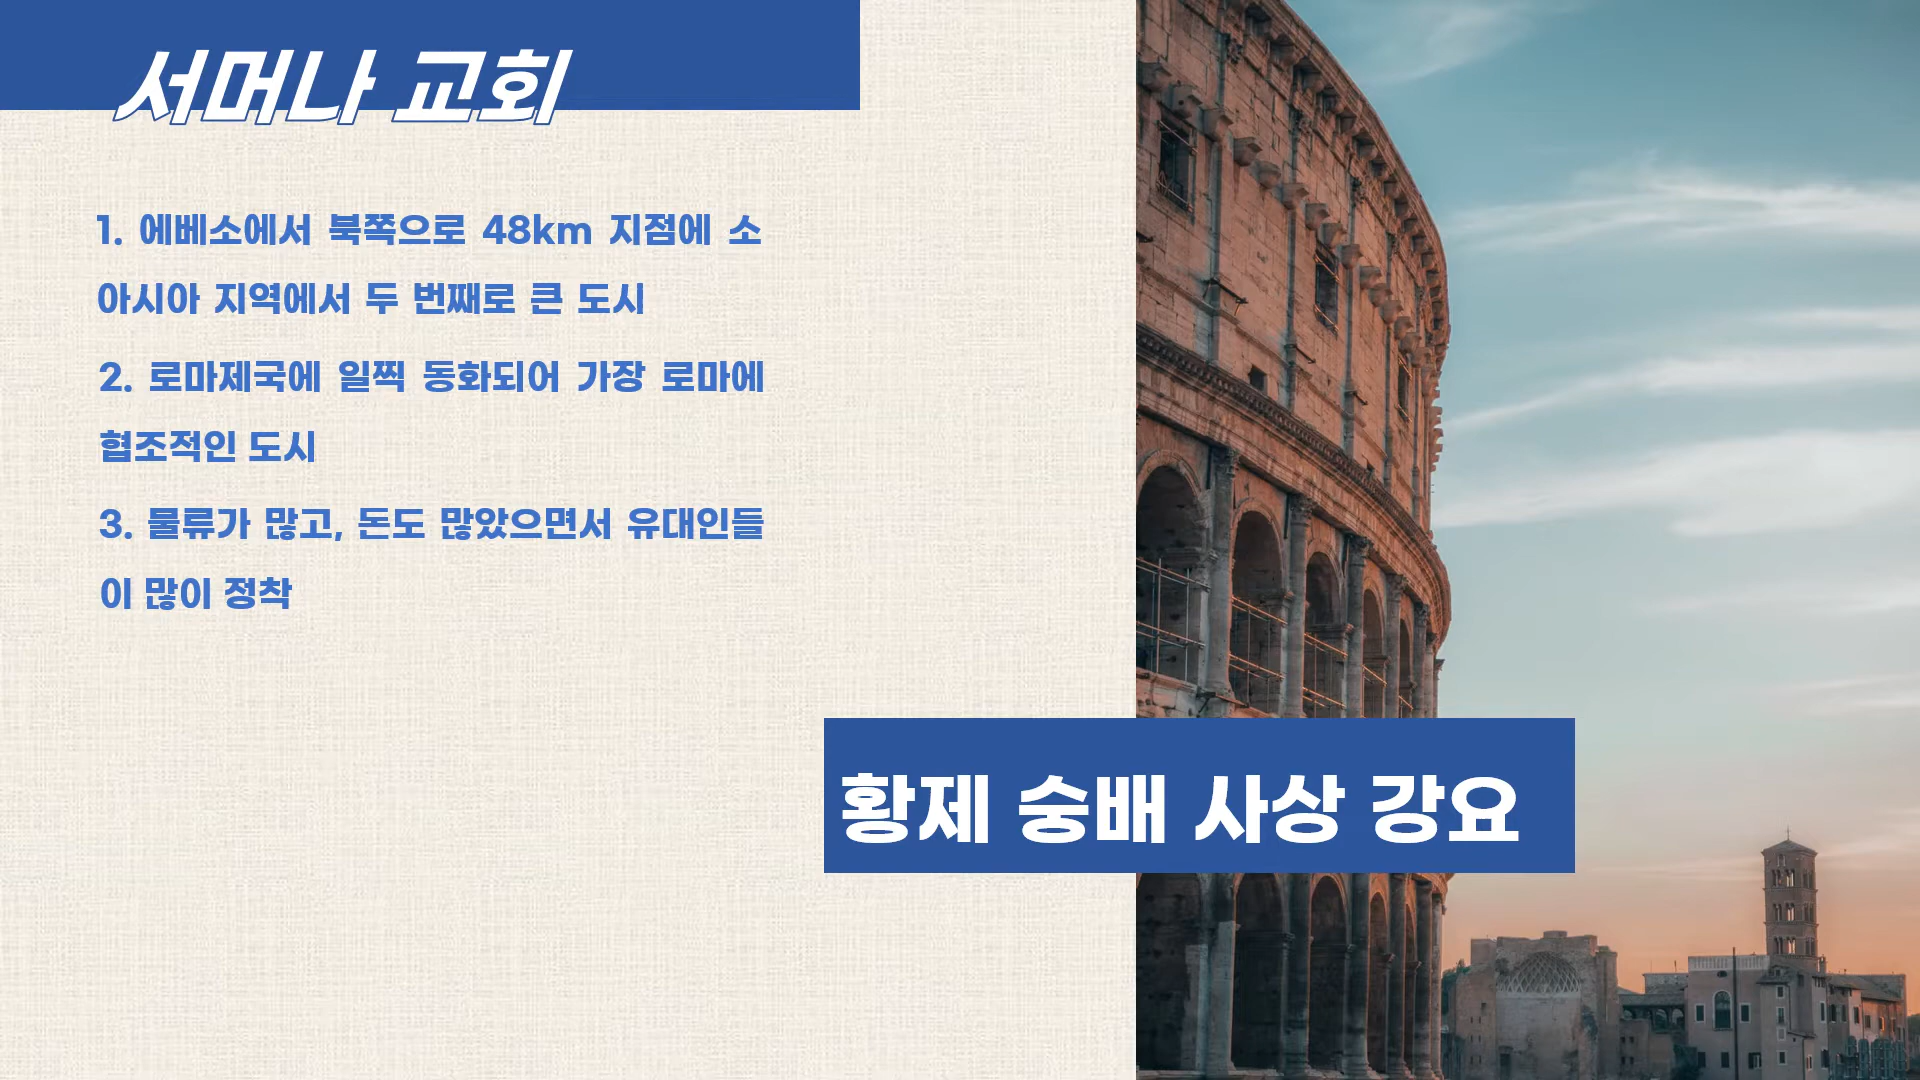 서머나 교회
1. 에베소에서 북쪽으로 48km 지점에 소
아시아 지역에서 두 번째로 큰 도시
2. 로마제국에 일찍 동화되어 가장 로마에
협조적인 도시
3. 물류가 많고, 돈도 많았으면서 유대인들
이 많이 정착
황제 숭배 사상 강요